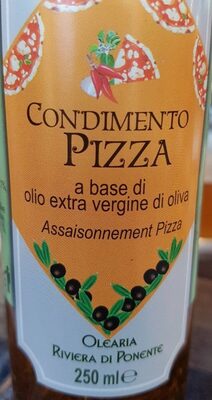 CONDIMENTO
PIZZA
a base di
olio extra vergine di oliva
Assaisonnement Pizza
OLEARIA
RIVIERA DI PONENTE
250 ml e